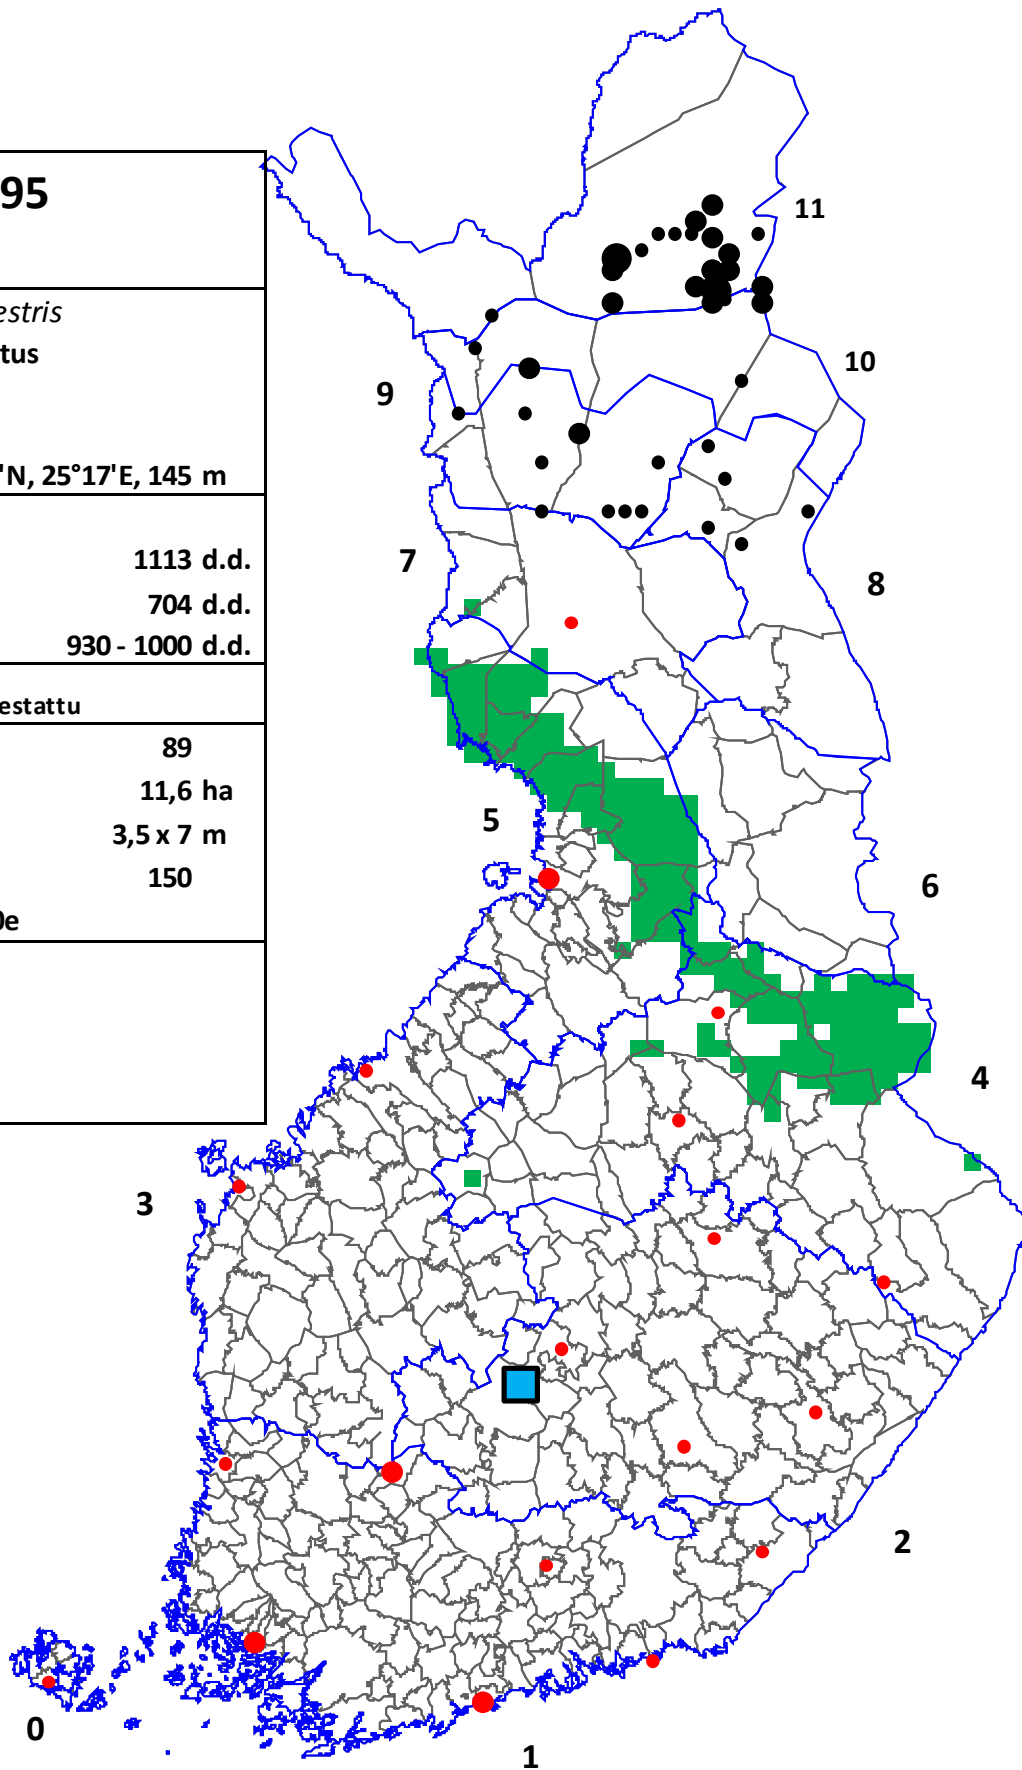 95
estris
tus
'N, 25°17'E, 145 m
1113 d.d.
704 d.d.
930 - 1000 d.d.
estattu
89
11,6 ha
3,5 x 7 m
150
0e
11
10
9
7
8
5
6
4
3
2
0
1